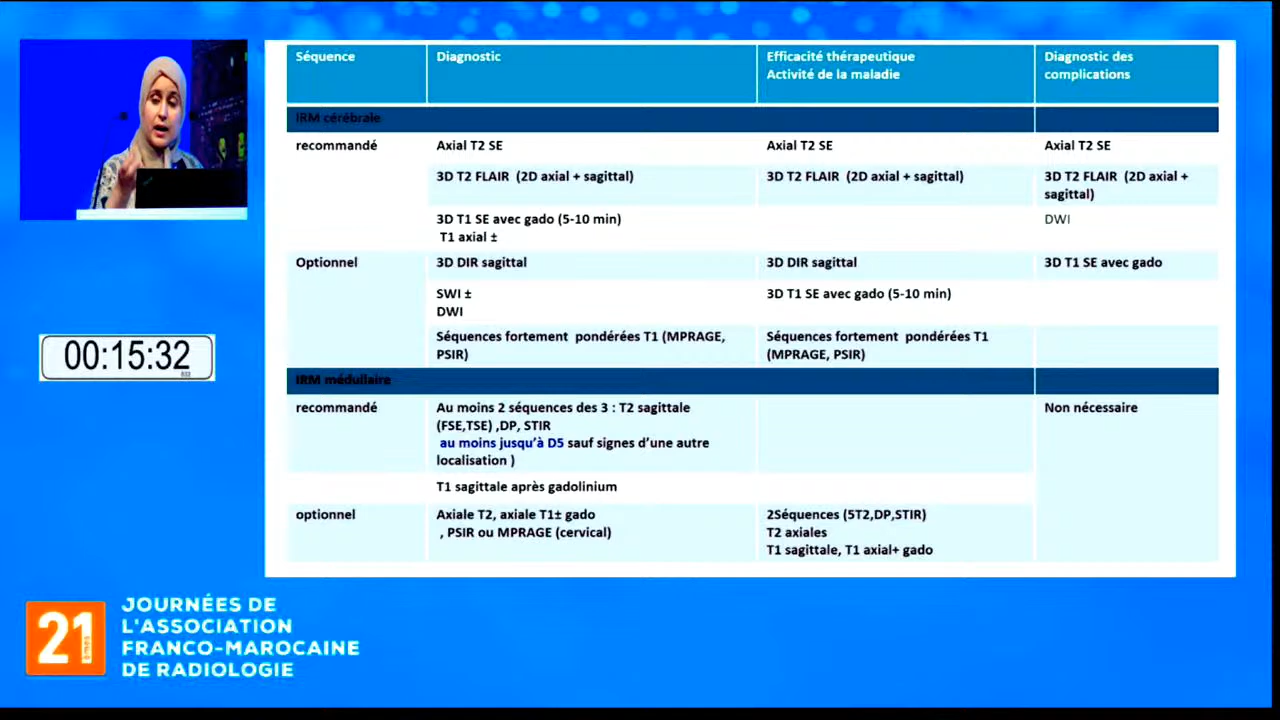 Séquence
Diagnostic
Efficacité thérapeutique
Activité de la maladie
Diagnostic des
complications
IRM cérébrale
recommandé
Axial T2 SE
Axial T2 SE
Axial T2 SE
3D T2 FLAIR (2D axial + sagittal)
3D T2 FLAIR (2D axial + sagittal)
3D T2 FLAIR (2D axial +
sagittal)
3D T1 SE avec gado (5-10 min)
T1 axial ±
DWI
Optionnel
3D DIR sagittal
3D DIR sagittal
3D T1 SE avec gado
SWI ±
DWI
3D T1 SE avec gado (5-10 min)
Séquences fortement pondérées T1 (MPRAGE,
PSIR)
Séquences fortement pondérées T1
(MPRAGE, PSIR)
IRM médullaire
recommandé
Au moins 2 séquences des 3 : T2 sagittale
(FSE,TSE) ,DP, STIR
au moins jusqu'à D5 sauf signes d'une autre
localisation )
Non nécessaire
T1 sagittale après gadolinium
optionnel
Axiale T2, axiale T1± gado
, PSIR ou MPRAGE (cervical)
2Séquences (5T2,DP,STIR)
T2 axiales
T1 sagittale, T1 axial+ gado
00:15:32
21
èmes
JOURNÉES DE
L'ASSOCIATION
FRANCO-MAROCAINE
DE RADIOLOGIE